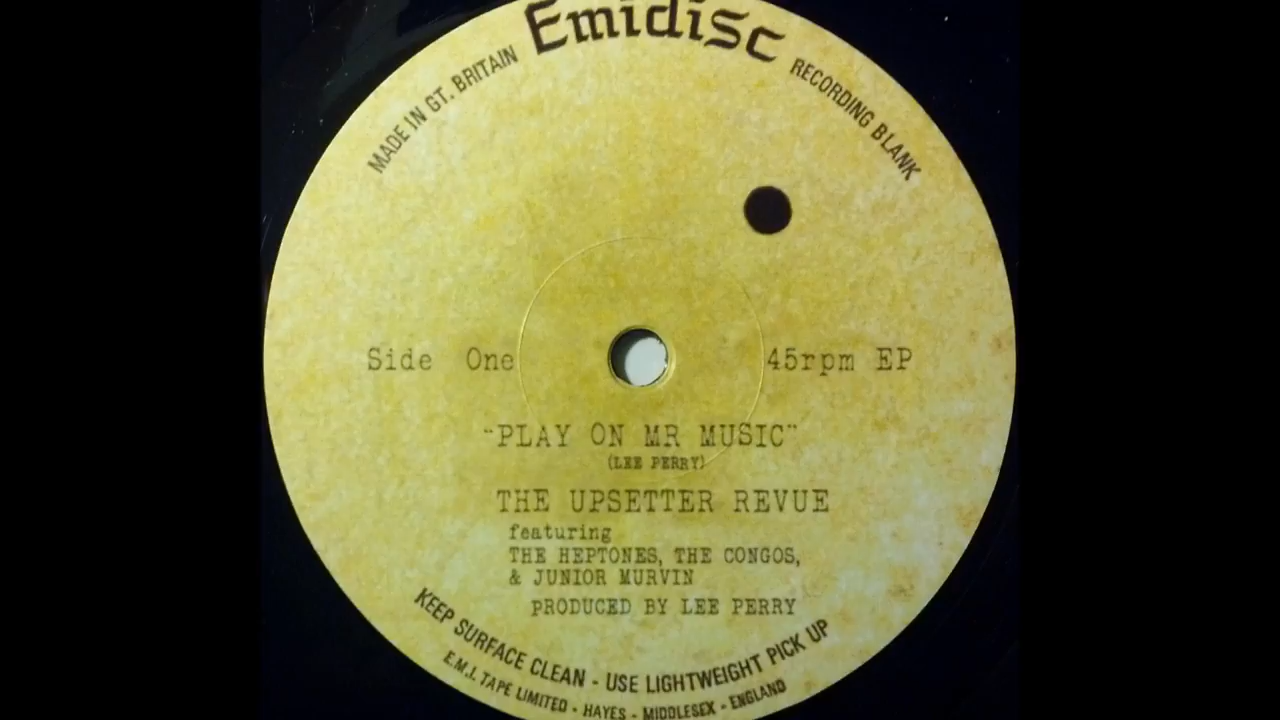 Emidisc
MADE IN GT. BRITAIN
RECORDING BLANK
Side One
45rpm EP
"PLAY ON MR MUSIC"
(LEE PERRY)
THE UPSETTER REVUE
featuring
THE HEPTONES, THE CONGOS,
& JUNIOR MURVIN
PRODUCED BY LEE PERRY
KEEP SURFACE CLEAN - USE LIGHTWEIGHT PICK UP
E.M.I. TAPE LIMITED - HAYES - MIDDLESEX - ENGLAND